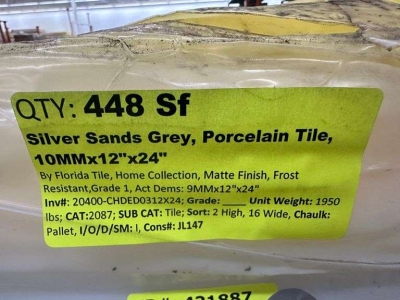 QTY: 448 Sf
Silver Sands Grey, Porcelain Tile,
10MMx12"x24"
By Florida Tile, Home Collection, Matte Finish, Frost
Resistant,Grade 1, Act Dems: 9MMx12"x24"
Inv#: 20400-CHDED0312X24; Grade: ____ Unit Weight: 1950
lbs; CAT:2087; SUB CAT: Tile; Sort: 2 High, 16 Wide, Chaulk:
Pallet, I/O/D/SM: I, Cons#: JL147
421887